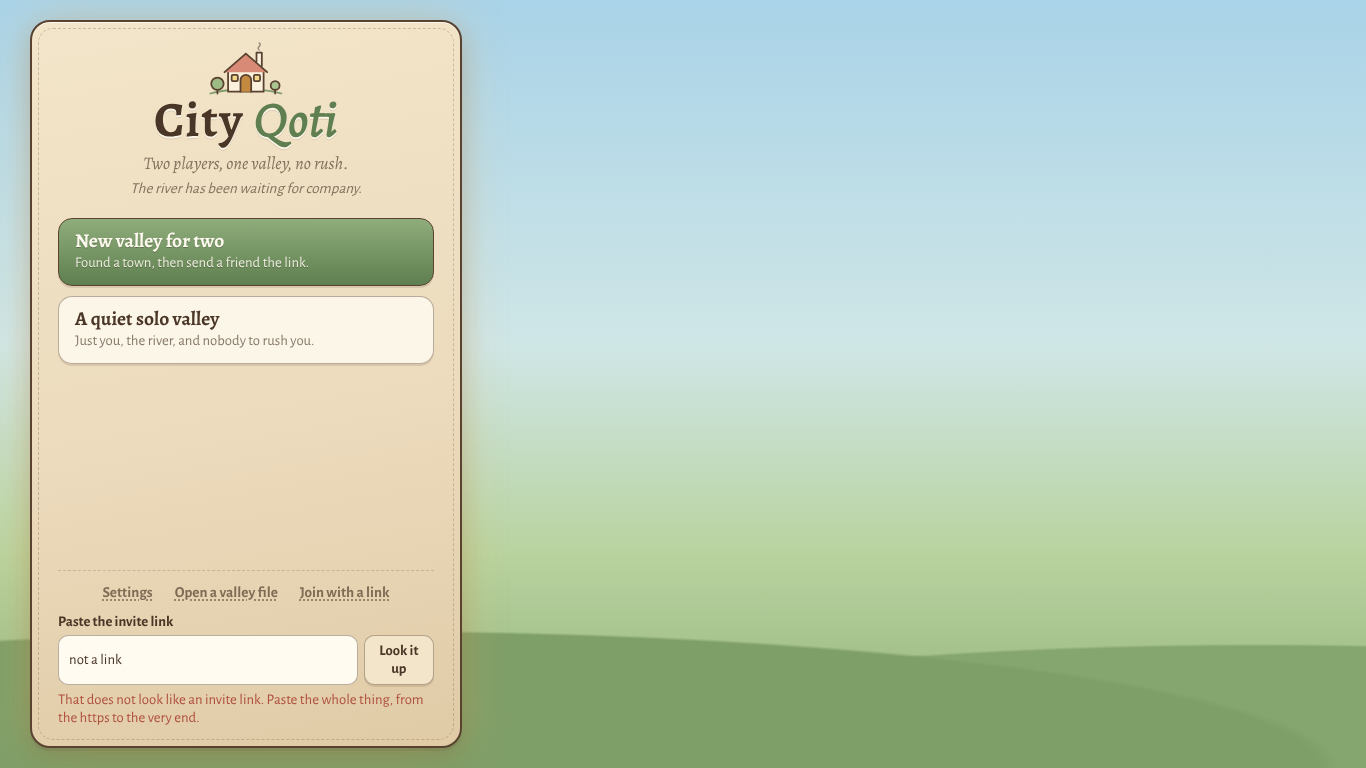 City Qoti
Two players, one valley, no rush.
The river has been waiting for company.
New valley for two
Found a town, then send a friend the link.
A quiet solo valley
Just you, the river, and nobody to rush you.
Settings Open a valley file Join with a link
Paste the invite link
not a link
Look it
up
That does not look like an invite link. Paste the whole thing, from
the https to the very end.